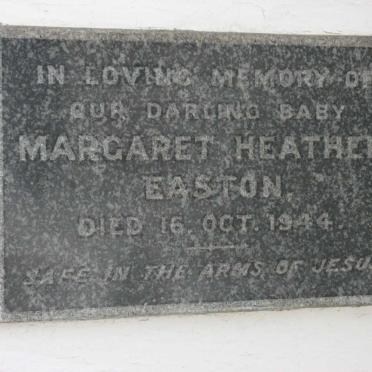 IN LOVING MEMORY OF
OUR DARLING BABY
MARGARET HEATHER
EASTON.
DIED 16. OCT. 1944.
SAFE IN THE ARMS OF JESUS